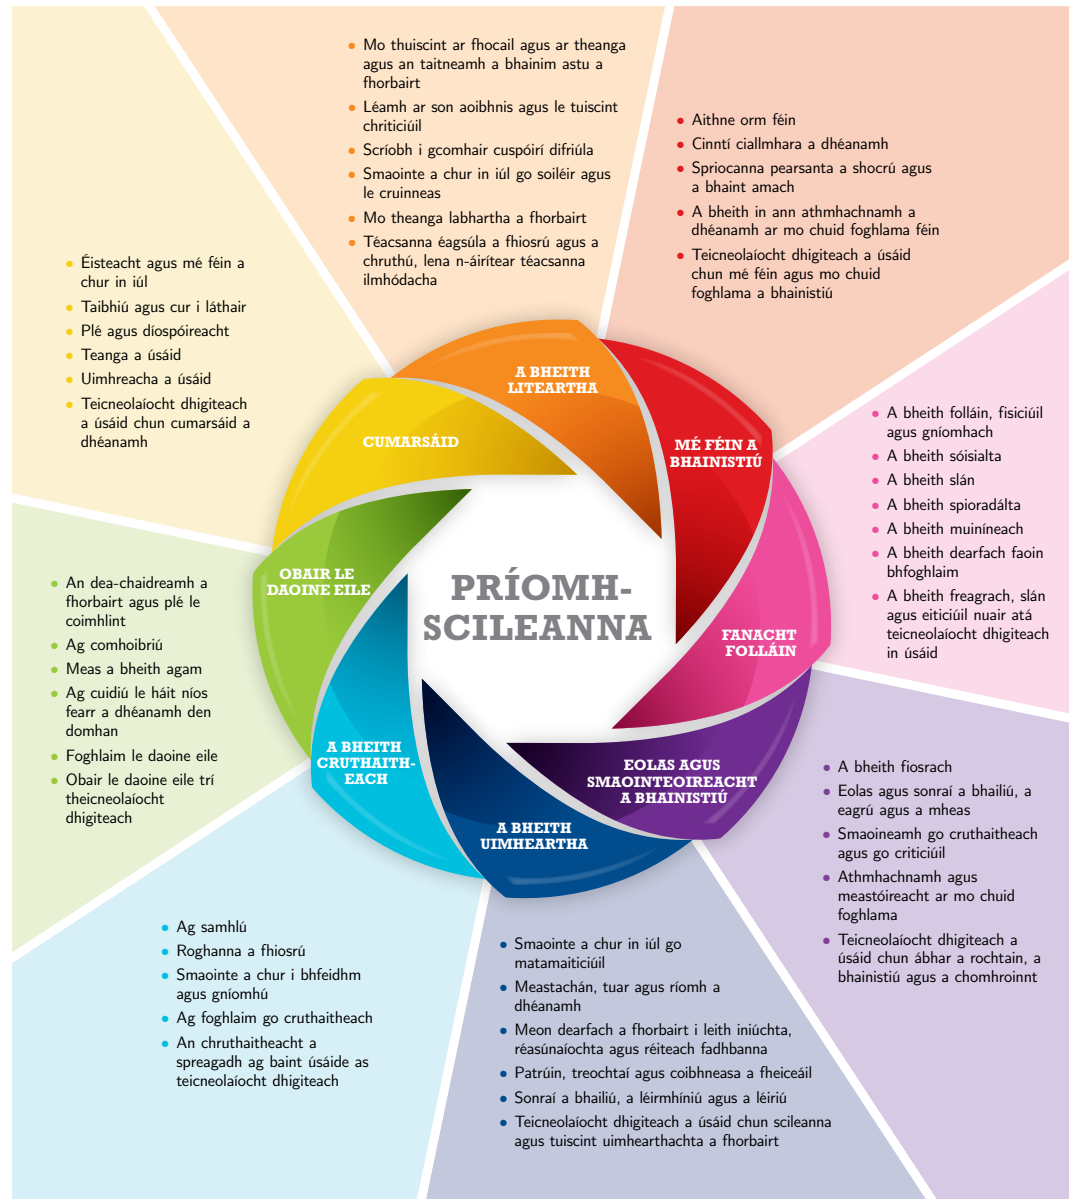 • Mo thuiscint ar fhocail agus ar theanga
agus an taitneamh a bhainim astu a
fhorbairt
• Léamh ar son aoibhnis agus le tuiscint
chriticiúil
• Scríobh i gcomhair cuspóirí difriúla
• Smaointe a chur in iúl go soiléir agus
le cruinneas
• Mo theanga labhartha a fhorbairt
• Téacsanna éagsúla a fhiosrú agus a
chruthú, lena n-áirítear téacsanna
ilmhódacha
• Aithne orm féin
• Cinntí ciallmhara a dhéanamh
• Spriocanna pearsanta a shocrú agus
a bhaint amach
• A bheith in ann athmhachnamh a
dhéanamh ar mo chuid foghlama féin
• Teicneolaíocht dhigiteach a úsáid
chun mé féin agus mo chuid
foghlama a bhainistiú
• Éisteacht agus mé féin a
chur in iúl
• Taibhiú agus cur i láthair
• Plé agus díospóireacht
• Teanga a úsáid
• Uimhreacha a úsáid
• Teicneolaíocht dhigiteach
a úsáid chun cumarsáid a
dhéanamh
• A bheith folláin, fisiciúil
agus gníomhach
• A bheith sóisialta
• A bheith slán
• A bheith spioradálta
• A bheith muiníneach
• A bheith dearfach faoin
bhfoghlaim
• A bheith freagrach, slán
agus eiticiúil nuair atá
teicneolaíocht dhigiteach
in úsáid
A BHEITH
LITEARTHA
MÉ FÉIN A
BHAINISTIÚ
CUMARSÁID
OBAIR LE
DAOINE EILE
PRÍOMH-
SCILEANNA
FANACHT
FOLLÁIN
A BHEITH
CRUTHAITH-
EACH
EOLAS AGUS
SMAOINTEOIREACHT
A BHAINISTIÚ
A BHEITH
UIMHEARTHA
• An dea-chaidreamh a
fhorbairt agus plé le
coimhlint
• Ag comhoibriú
• Meas a bheith agam
• Ag cuidiú le háit níos
fearr a dhéanamh den
domhan
• Foghlaim le daoine eile
• Obair le daoine eile trí
theicneolaíocht
dhigiteach
• A bheith fiosrach
• Eolas agus sonraí a bhailiú, a
eagrú agus a mheas
• Smaoineamh go cruthaitheach
agus go criticiúil
• Athmhachnamh agus
meastóireacht ar mo chuid
foghlama
• Teicneolaíocht dhigiteach a
úsáid chun ábhar a rochtain, a
bhainistiú agus a chomhroinnt
• Ag samhlú
• Roghanna a fhiosrú
• Smaointe a chur i bhfeidhm
agus gníomhú
• Ag foghlaim go cruthaitheach
• An chruthaitheacht a
spreagadh ag baint úsáide as
teicneolaíocht dhigiteach
• Smaointe a chur in iúl go
matamaiticiúil
• Meastachán, tuar agus ríomh a
dhéanamh
• Meon dearfach a fhorbairt i leith iniúchta,
réasúnaíochta agus réiteach fadhbanna
• Patrúin, treochtaí agus coibhneasa a fheiceáil
• Sonraí a bhailiú, a léirmhíniú agus a léiriú
• Teicneolaíocht dhigiteach a úsáid chun scileanna
agus tuiscint uimhearthachta a fhorbairt